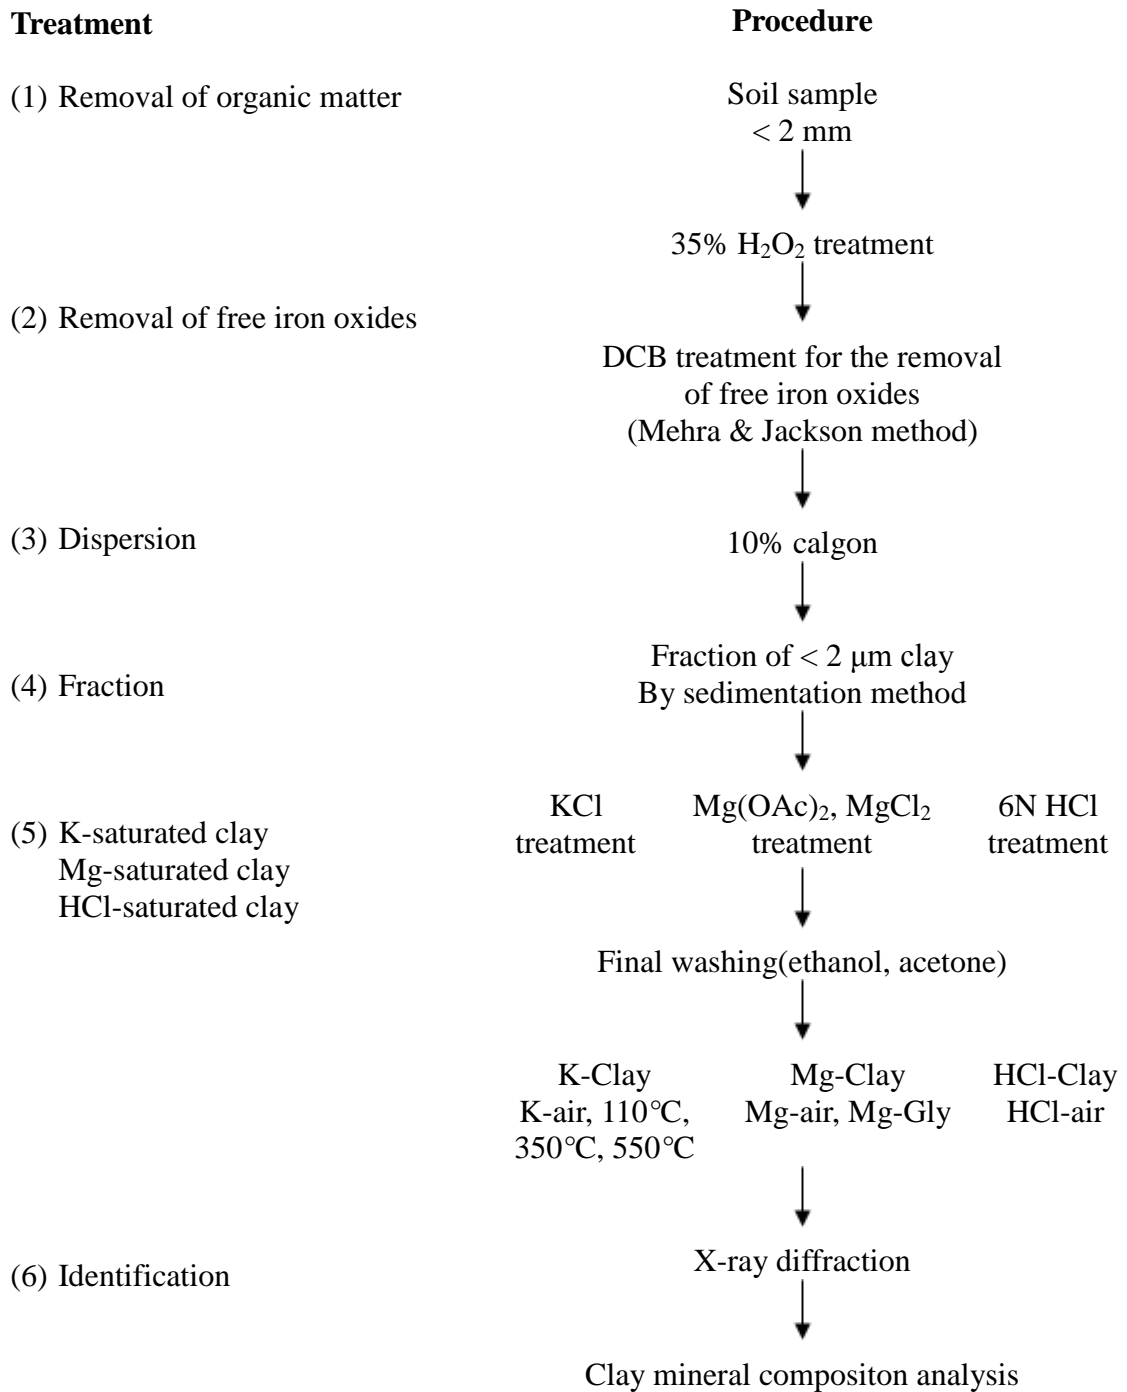 Treatment
Procedure
(1) Removal of organic matter
Soil sample
< 2 mm
35% H₂O₂ treatment
(2) Removal of free iron oxides
DCB treatment for the removal
of free iron oxides
(Mehra & Jackson method)
(3) Dispersion
10% calgon
Fraction of < 2 μm clay
(4) Fraction
By sedimentation method
KCl
treatment
Mg(OAc)₂, MgCl₂
treatment
6N HCl
treatment
(5) K-saturated clay
Mg-saturated clay
HCl-saturated clay
Final washing(ethanol, acetone)
K-Clay
K-air, 110℃,
350℃, 550℃
Mg-Clay
Mg-air, Mg-Gly
HCl-Clay
HCl-air
(6) Identification
X-ray diffraction
Clay mineral compositon analysis